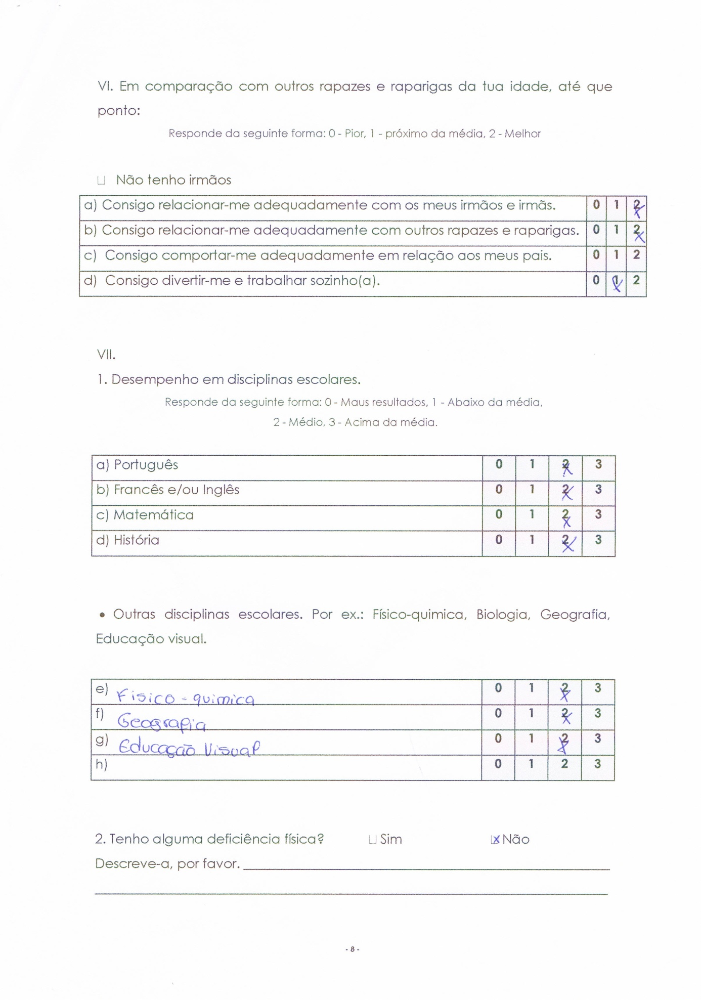 VI. Em comparação com outros rapazes e raparigas da tua idade, até que
ponto:
Responde da seguinte forma: 0 - Pior, 1 - próximo da média, 2 - Melhor
Não tenho irmãos
a) Consigo relacionar-me adequadamente com os meus irmãos e irmãs. 0 1 2
b) Consigo relacionar-me adequadamente com outros rapazes e raparigas. 0 1 2
c) Consigo comportar-me adequadamente em relação aos meus pais. 0 1 2
d) Consigo divertir-me e trabalhar sozinho(a). 0 1 2
VII.
1. Desempenho em disciplinas escolares.
Responde da seguinte forma: 0 - Maus resultados, 1 - Abaixo da média,
2 - Médio, 3 - Acima da média.
a) Português 0 1 2 3
b) Francês e/ou Inglês 0 1 2 3
c) Matemática 0 1 2 3
d) História 0 1 2 3
• Outras disciplinas escolares. Por ex.: Físico-quimica, Biologia, Geografia,
Educação visual.
e) Fisico - quimica 0 1 2 3
f) Geografia 0 1 2 3
g) Educação Visual 0 1 2 3
h) 0 1 2 3
2. Tenho alguma deficiência física? Sim x Não
Descreve-a, por favor.
- 8 -